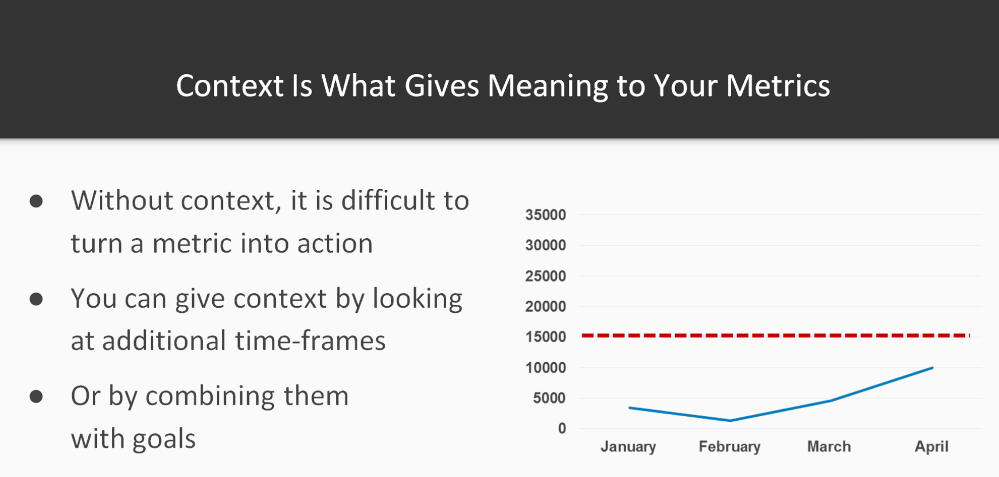 Context Is What Gives Meaning to Your Metrics
● Without context, it is difficult to
turn a metric into action
● You can give context by looking
at additional time-frames
● Or by combining them
with goals
35000
30000
25000
20000
15000
10000
5000
0
January February March April